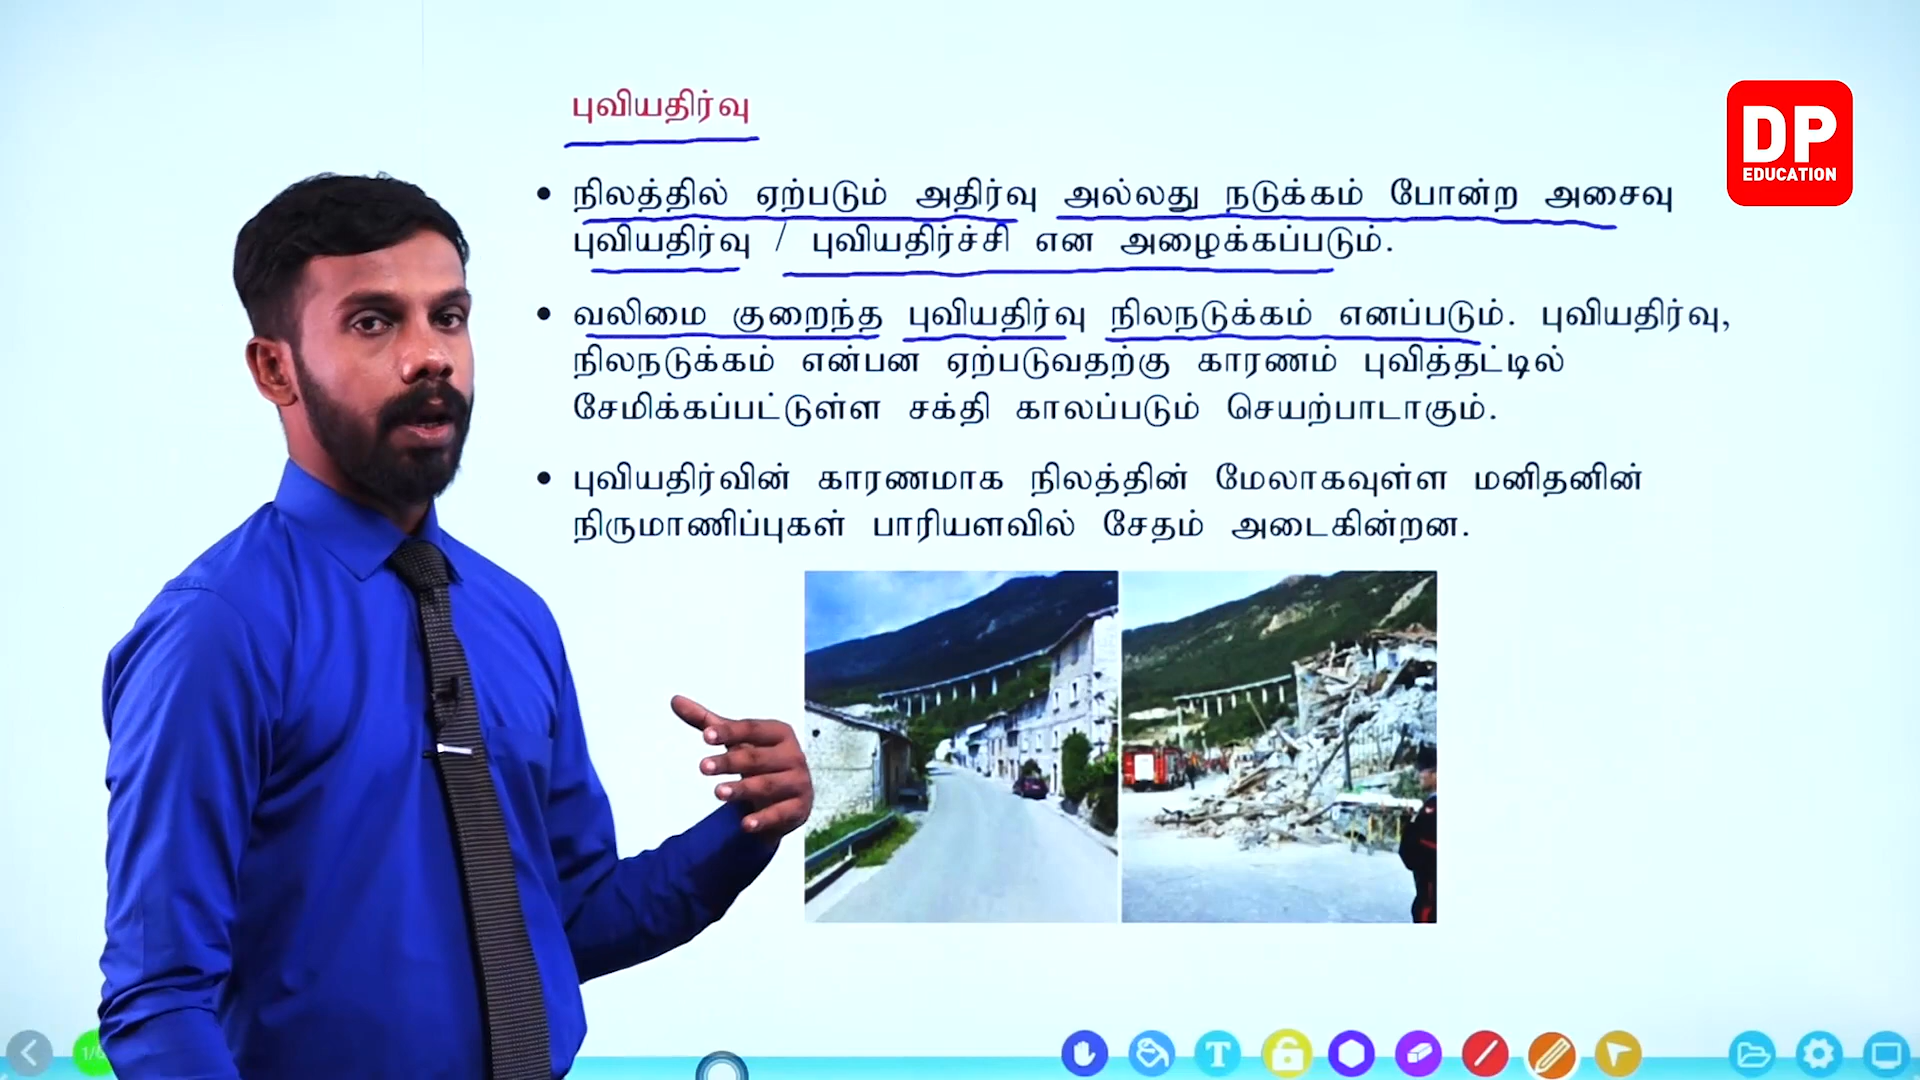 புவியதிர்வு
DP
EDUCATION
• நிலத்தில் ஏற்படும் அதிர்வு அல்லது நடுக்கம் போன்ற அசைவு
புவியதிர்வு / புவியதிர்ச்சி என அழைக்கப்படும்.
• வலிமை குறைந்த புவியதிர்வு நிலநடுக்கம் எனப்படும். புவியதிர்வு,
நிலநடுக்கம் என்பன ஏற்படுவதற்கு காரணம் புவித்தட்டில்
சேமிக்கப்பட்டுள்ள சக்தி காலப்படும் செயற்பாடாகும்.
• புவியதிர்வின் காரணமாக நிலத்தின் மேலாகவுள்ள மனிதனின்
நிருமாணிப்புகள் பாரியளவில் சேதம் அடைகின்றன.